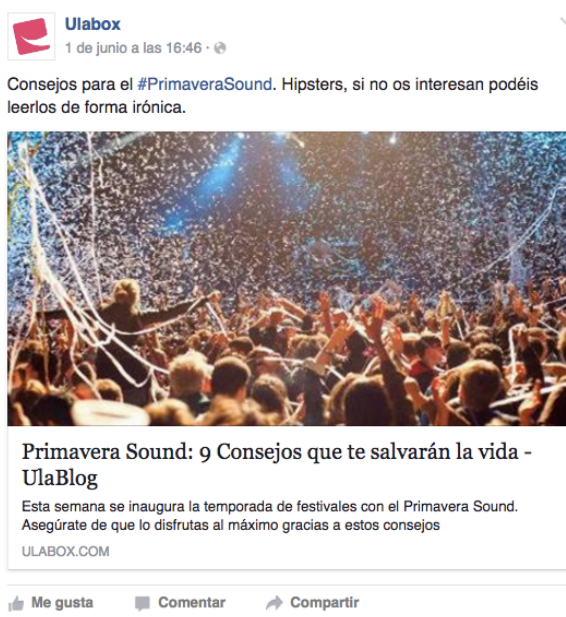 Ulabox
1 de junio a las 16:46 ·
Consejos para el #PrimaveraSound. Hipsters, si no os interesan podéis
leerlos de forma irónica.
Primavera Sound: 9 Consejos que te salvarán la vida -
UlaBlog
Esta semana se inaugura la temporada de festivales con el Primavera Sound.
Asegúrate de que lo disfrutas al máximo gracias a estos consejos
ULABOX.COM
Me gusta Comentar Compartir